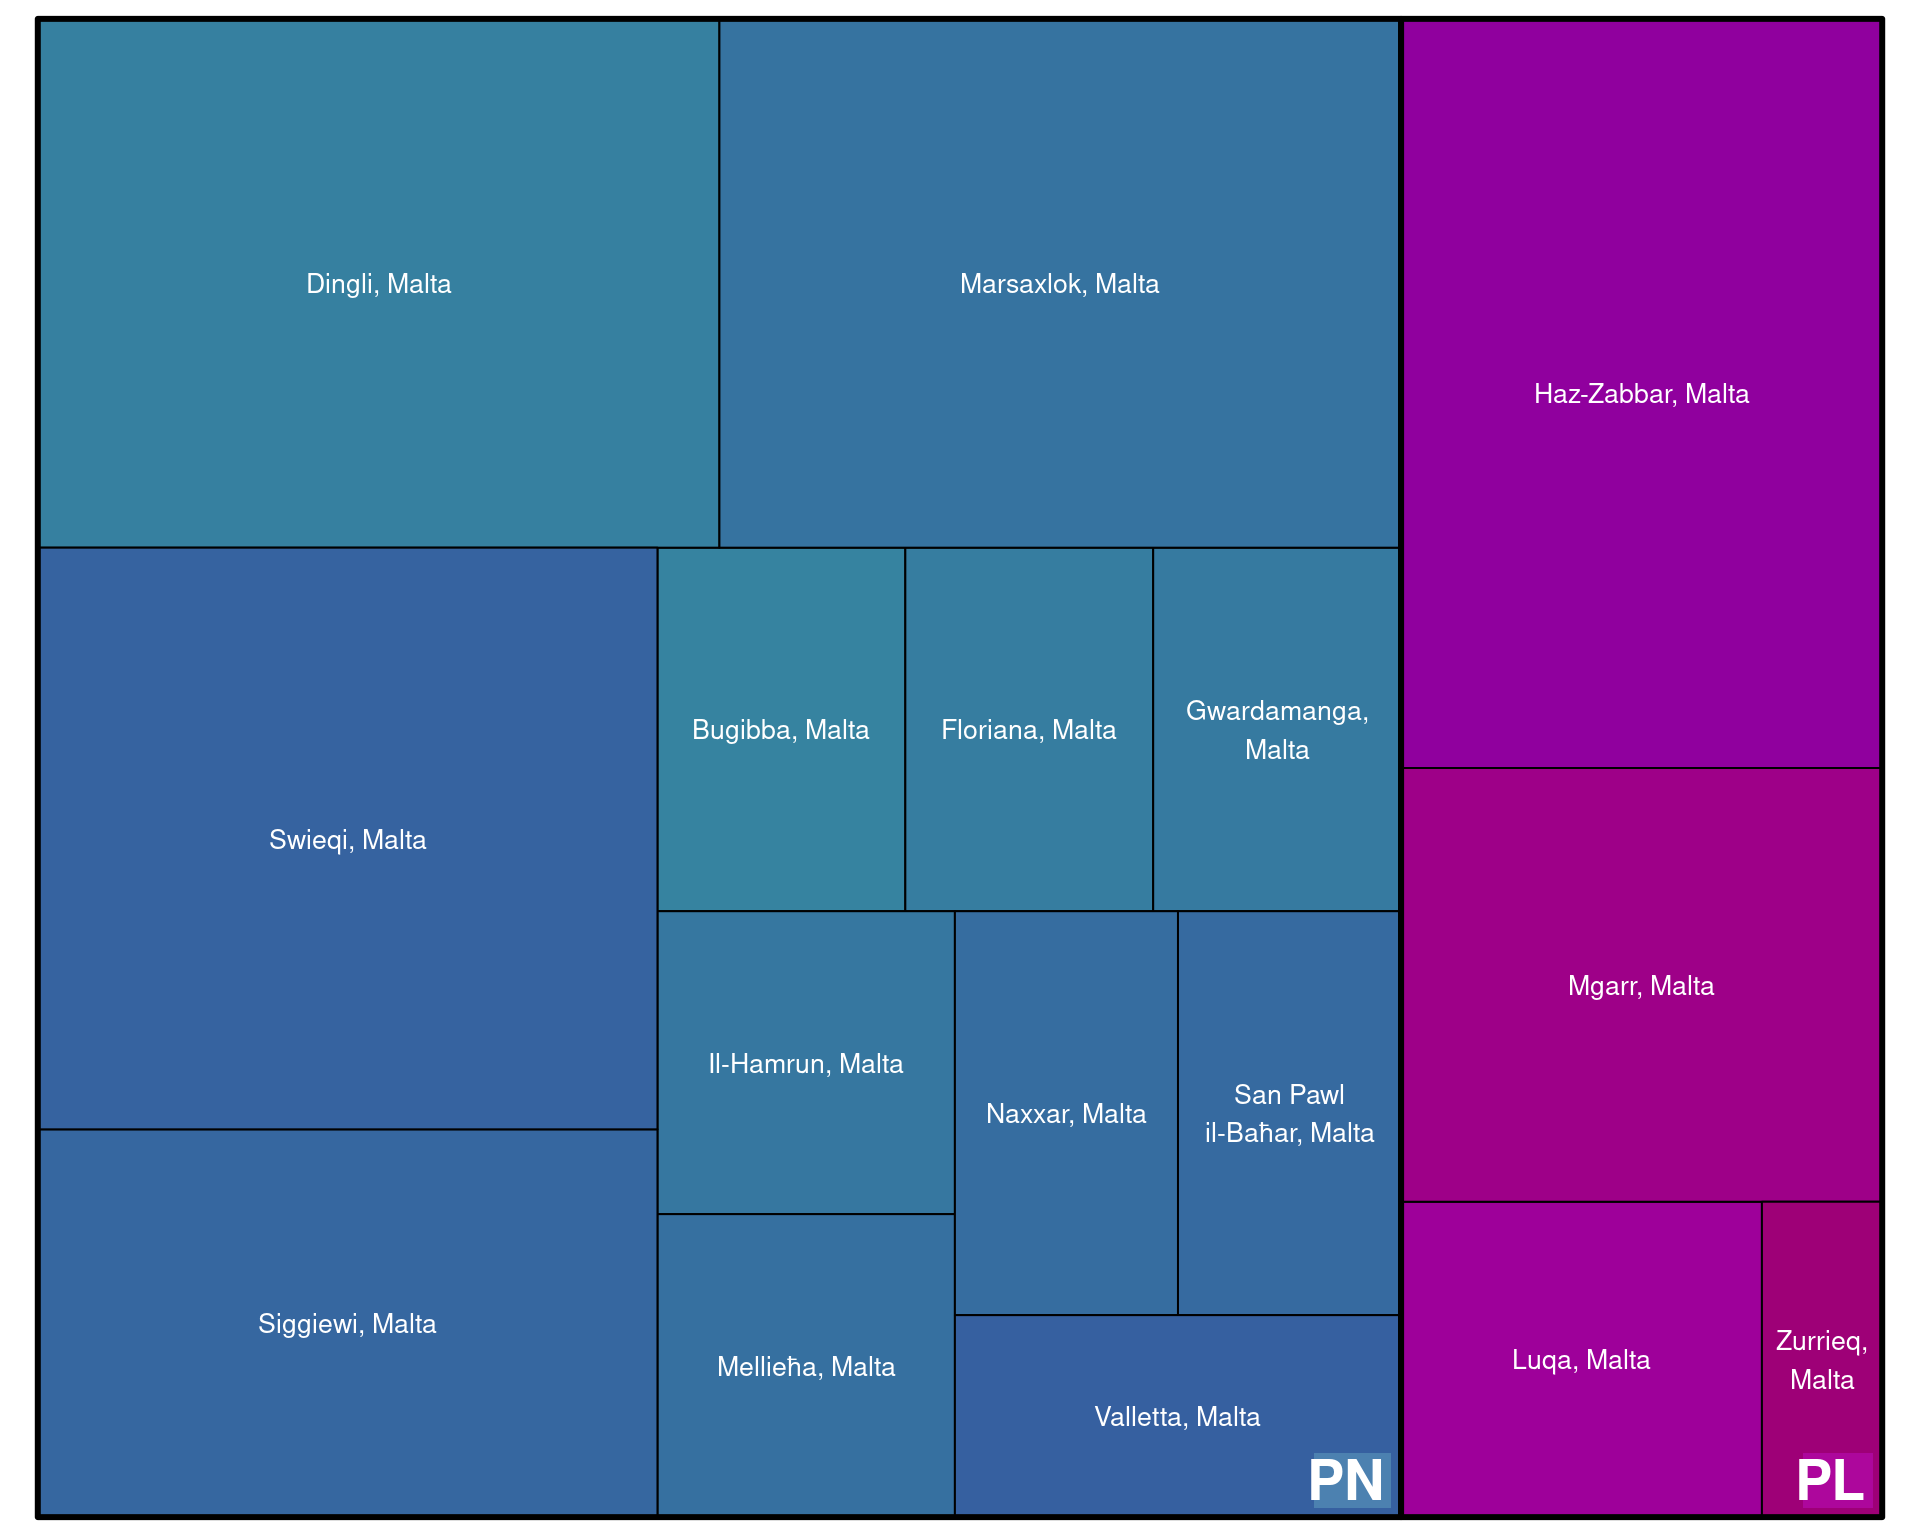 Dingli, Malta
Marsaxlok, Malta
Haz-Zabbar, Malta
Swieqi, Malta
Bugibba, Malta
Floriana, Malta
Gwardamanga,
Malta
Mgarr, Malta
Il-Hamrun, Malta
Naxxar, Malta
San Pawl
il-Baħar, Malta
Siggiewi, Malta
Mellieħa, Malta
Valletta, Malta
Luqa, Malta
Zurrieq,
Malta
PN
PL